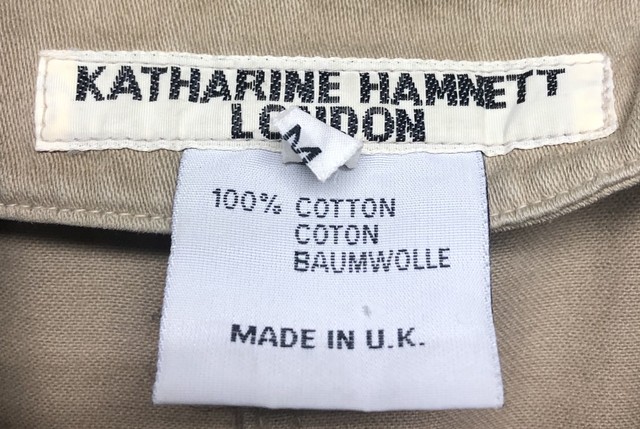 KATHARINE HAMNETT
LONDON
M
100% COTTON
COTON
BAUMWOLLE
MADE IN U.K.